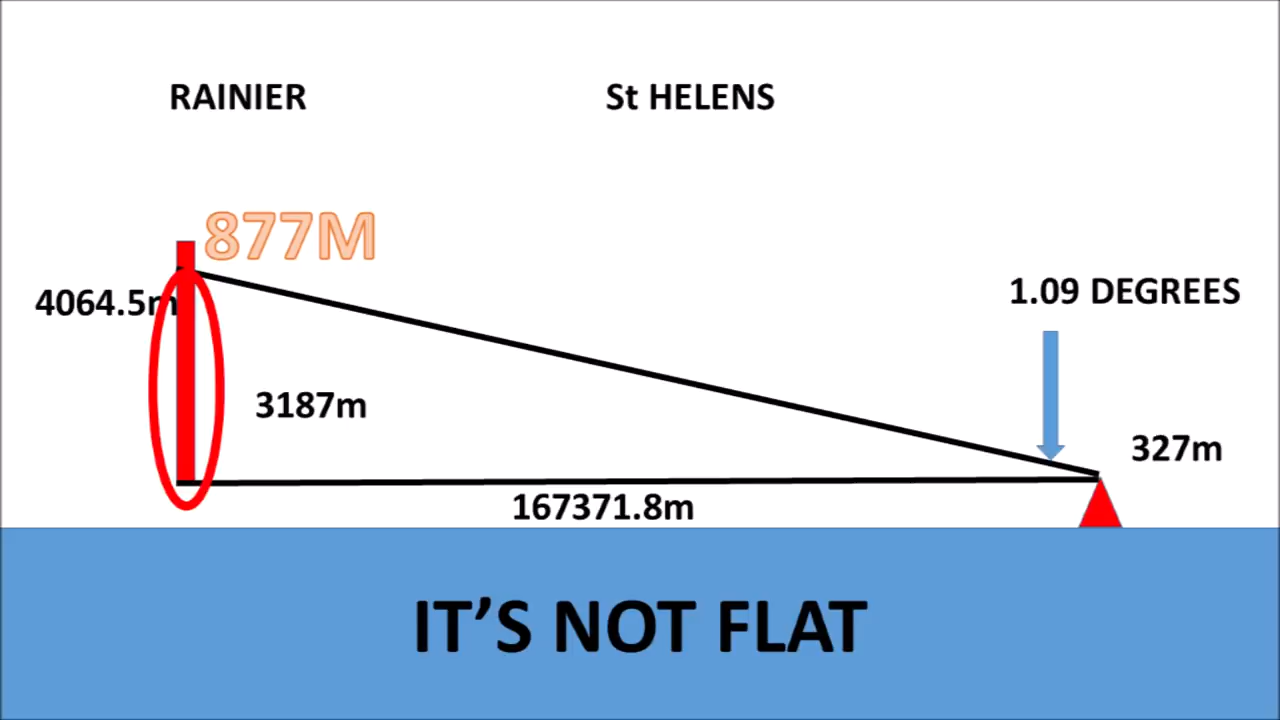 RAINIER
St HELENS
877M
4064.5m
1.09 DEGREES
3187m
327m
167371.8m
IT’S NOT FLAT